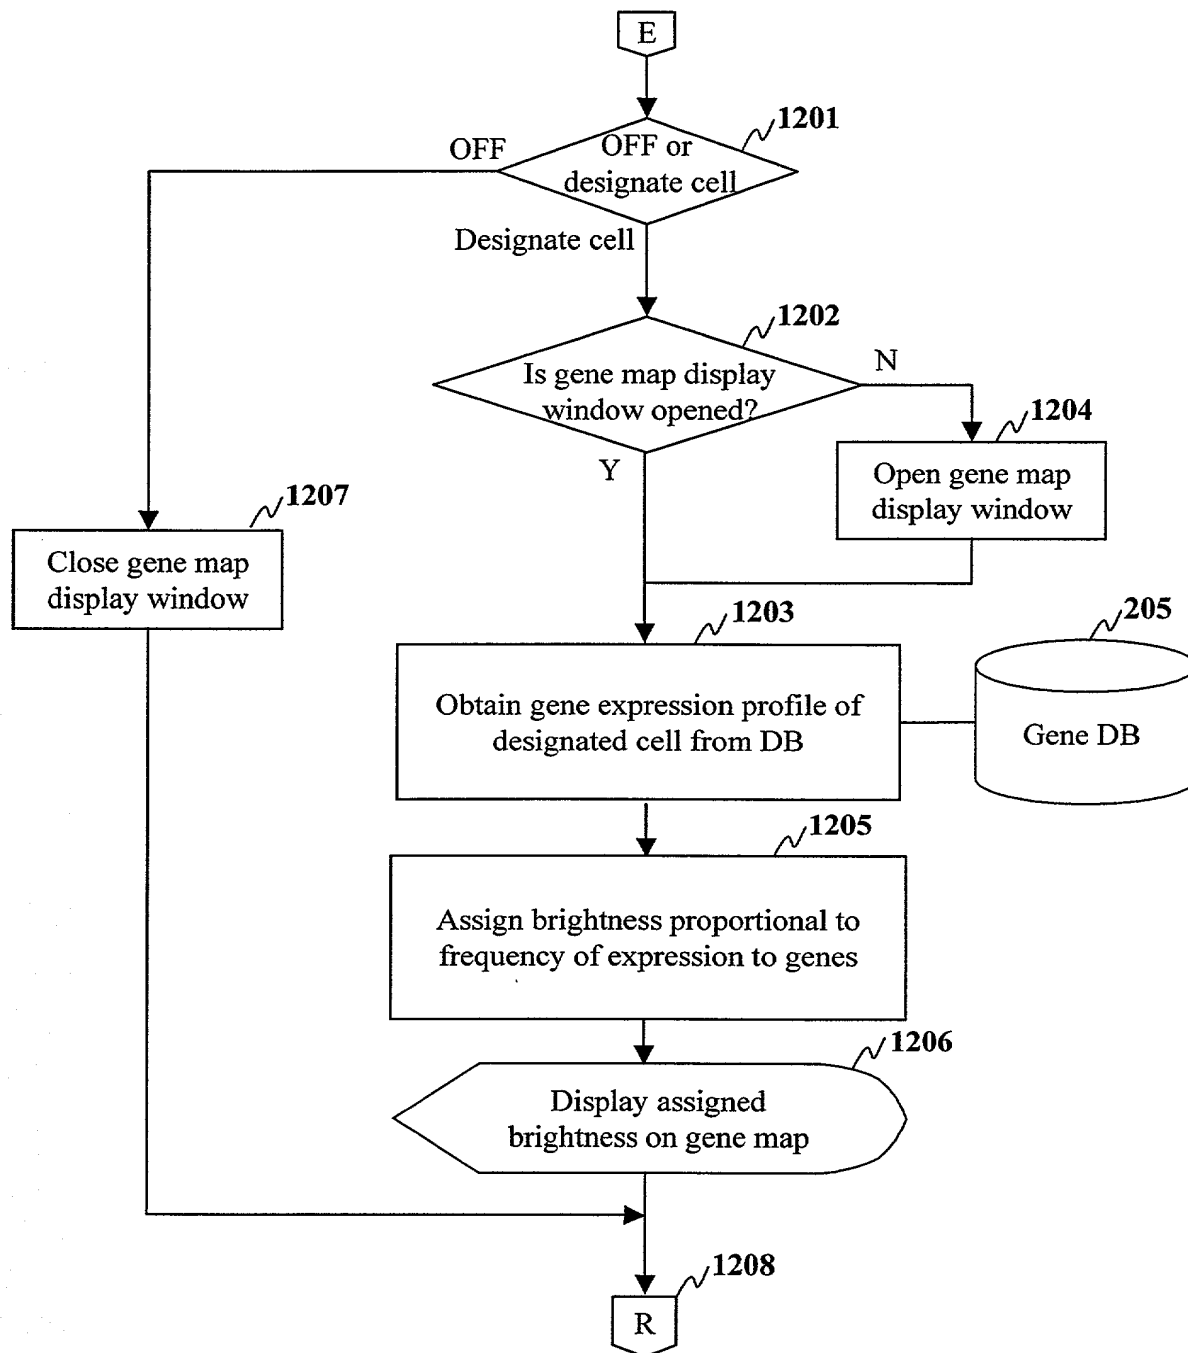 E
1201
OFF
OFF or
designate cell
Designate cell
1202
Is gene map display
window opened?
N
Y
1204
Open gene map
display window
1207
Close gene map
display window
1203
205
Obtain gene expression profile of
designated cell from DB
Gene DB
1205
Assign brightness proportional to
frequency of expression to genes
1206
Display assigned
brightness on gene map
1208
R